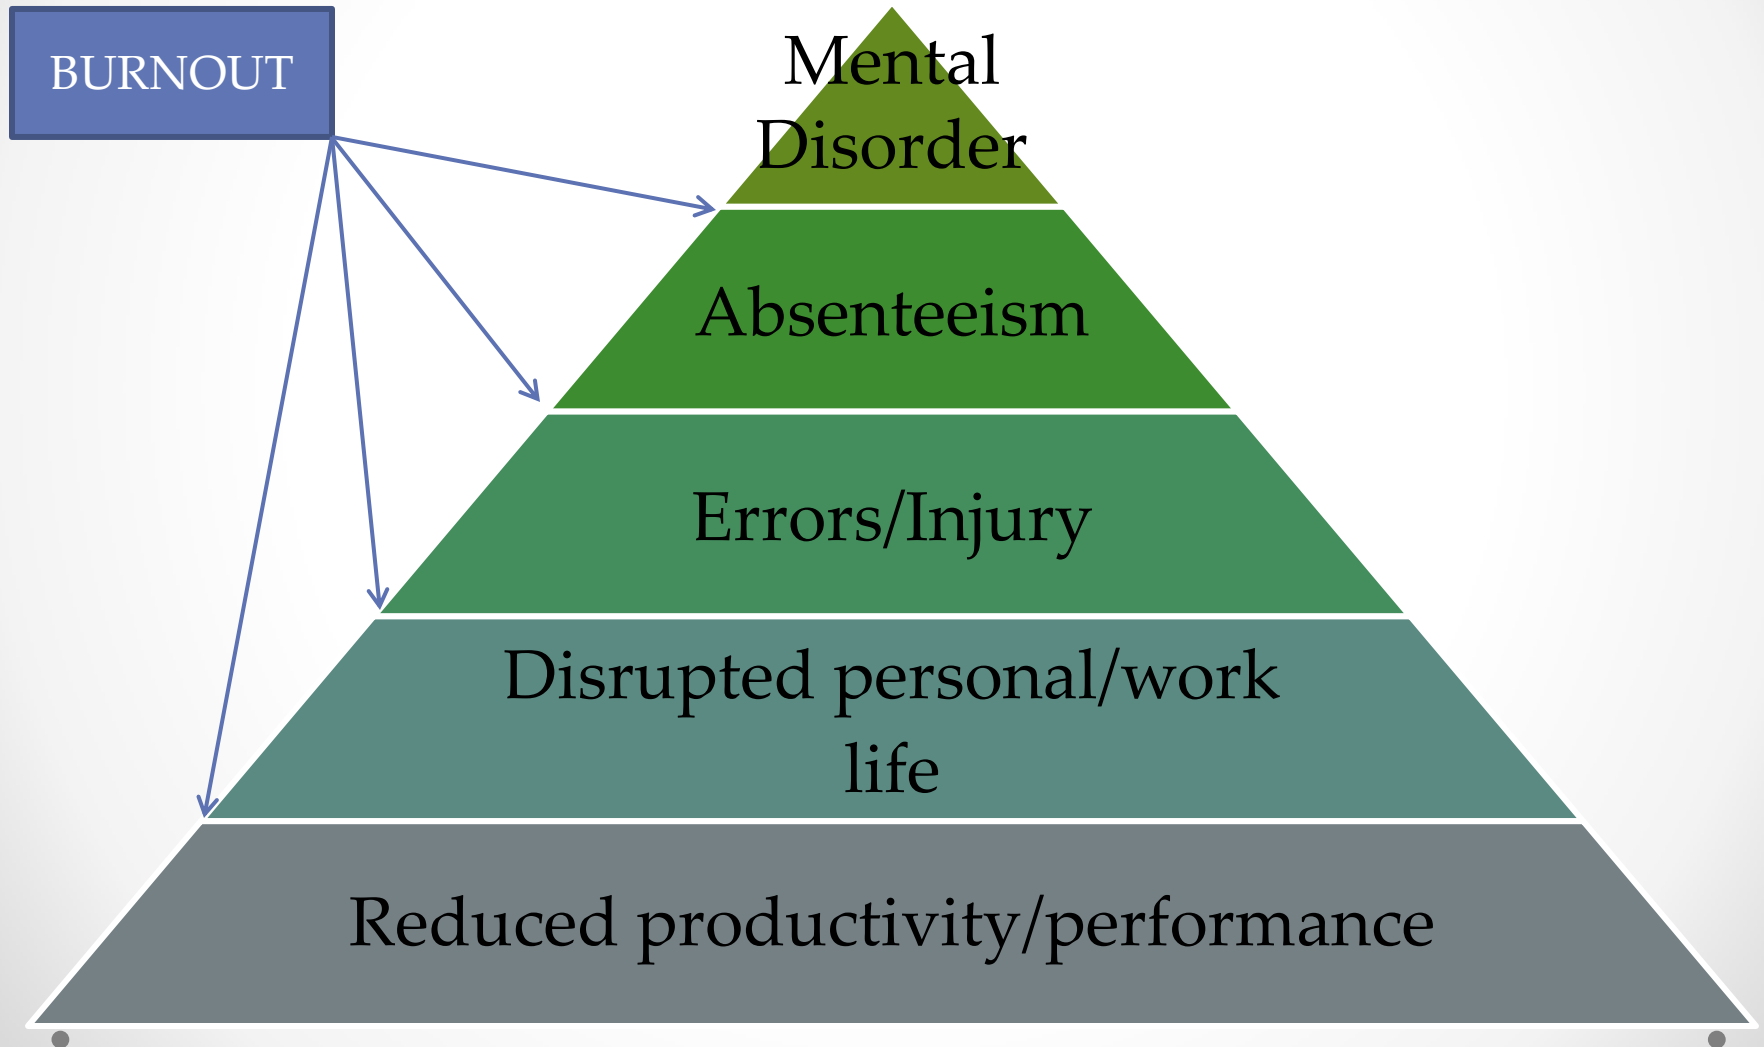 BURNOUT
Mental
Disorder
Absenteeism
Errors/Injury
Disrupted personal/work
life
Reduced productivity/performance